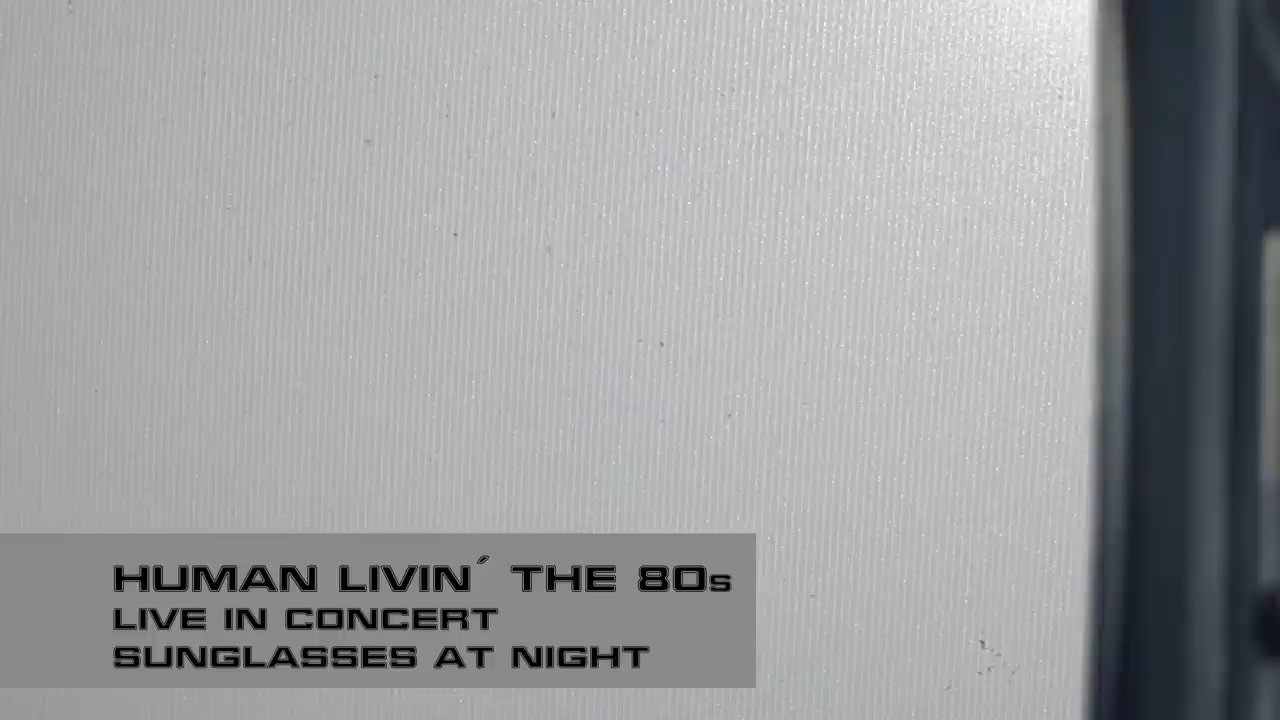 HUMAN LIVIN´ THE 80s
LIVE IN CONCERT
SUNGLASSES AT NIGHT